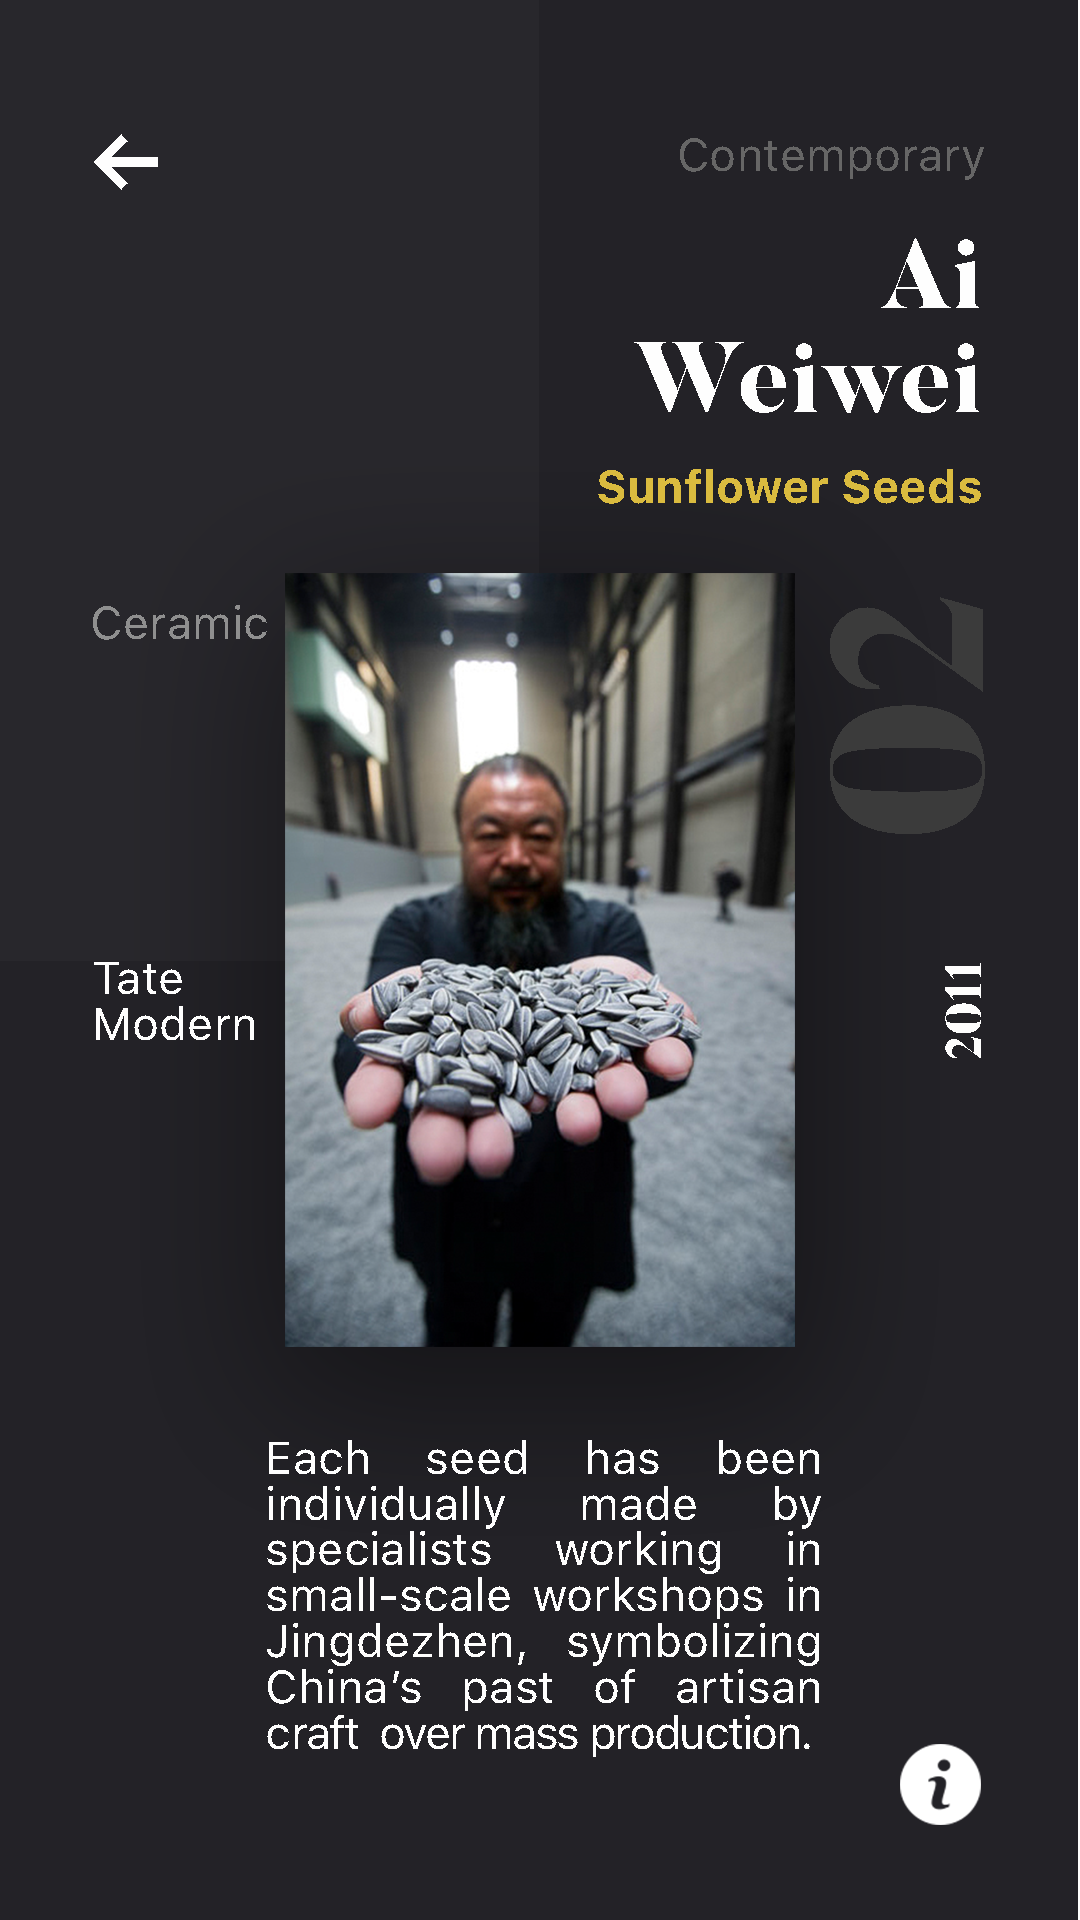 Contemporary
Ai
Weiwei
Sunflower Seeds
Ceramic
02
Tate
Modern
2011
Each seed has been
individually made by
specialists working in
small-scale workshops in
Jingdezhen, symbolizing
China’s past of artisan
craft over mass production.
i